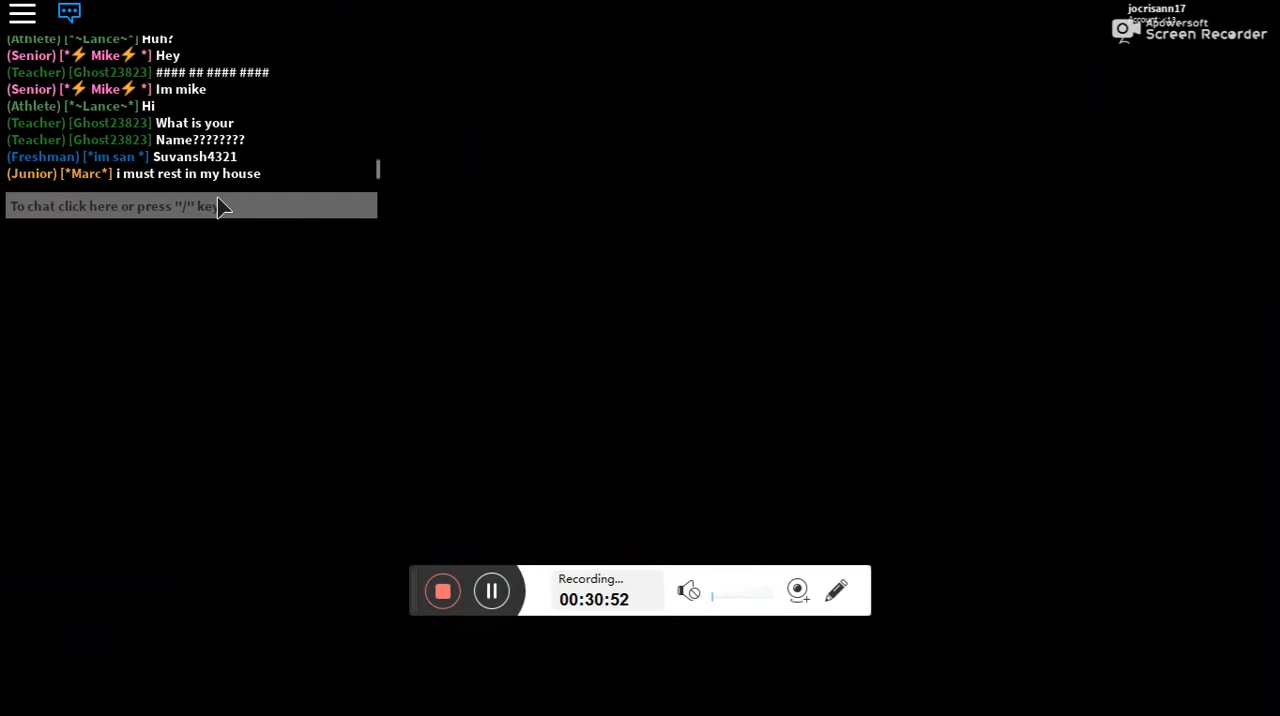 jocrisann17
Apowersoft
Screen Recorder
(Athlete) [*~Lance~*] Huh?
(Senior) [*⚡ Mike⚡ *] Hey
(Teacher) [Ghost23823] #### ## #### ####
(Senior) [*⚡ Mike⚡ *] Im mike
(Athlete) [*~Lance~*] Hi
(Teacher) [Ghost23823] What is your
(Teacher) [Ghost23823] Name????????
(Freshman) [*im san *] Suvansh4321
(Junior) [*Marc*] i must rest in my house
To chat click here or press "/" key
Recording...
00:30:52